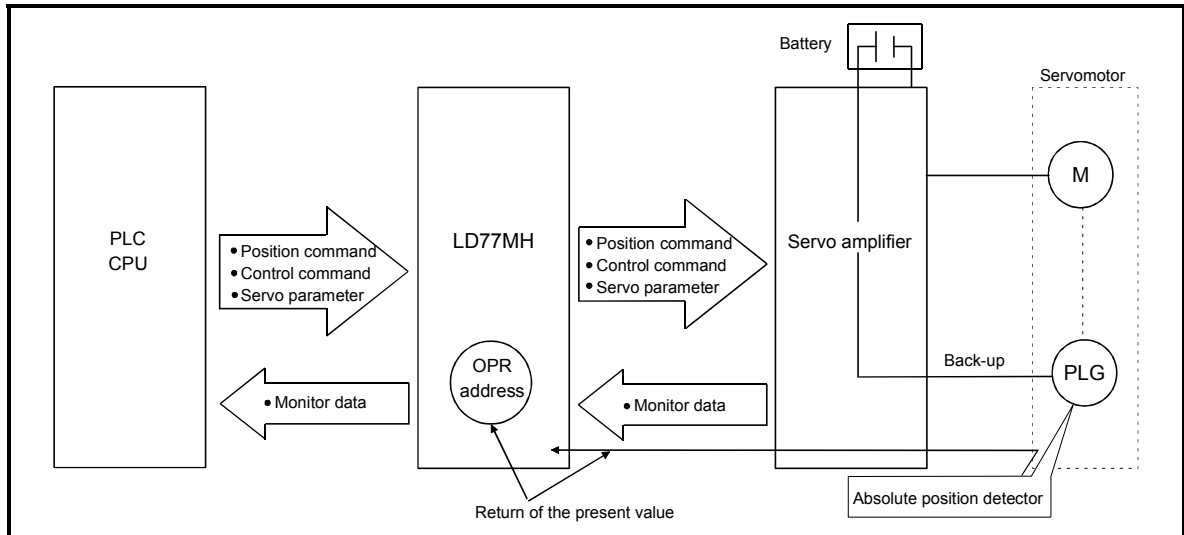 Battery
Servomotor
PLC
CPU
• Position command
• Control command
• Servo parameter
LD77MH
• Position command
• Control command
• Servo parameter
Servo amplifier
M
• Monitor data
OPR
address
• Monitor data
Back-up
PLG
Return of the present value
Absolute position detector